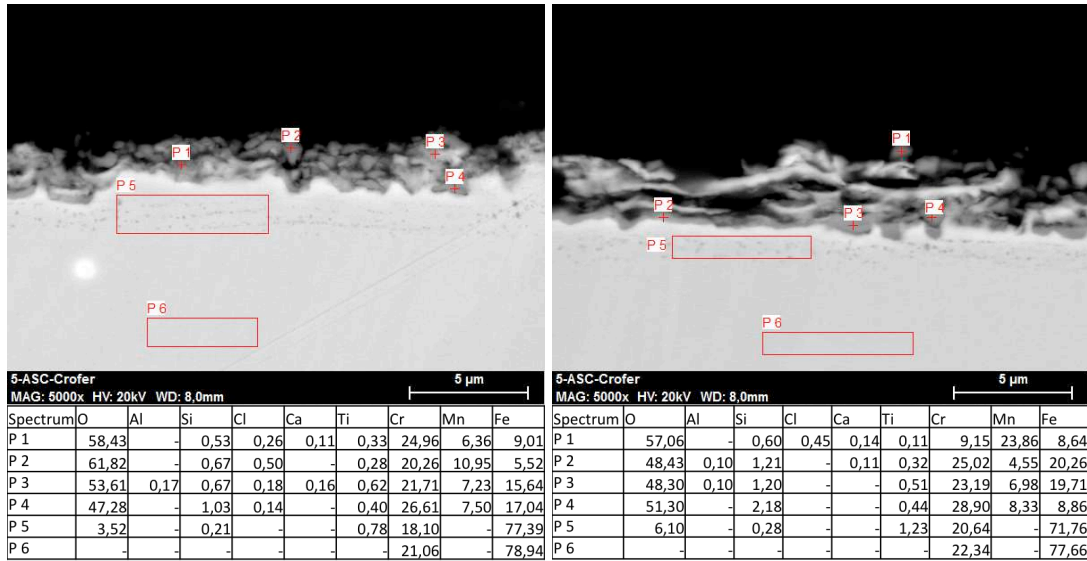 P 1
P 2
P 3
P 4
P 5
P 6
5-ASC-Crofer
MAG: 5000x HV: 20kV WD: 8,0mm
5 µm
Spectrum O Al Si Cl Ca Ti Cr Mn Fe
P 1 58,43 - 0,53 0,26 0,11 0,33 24,96 6,36 9,01
P 2 61,82 - 0,67 0,50 - 0,28 20,26 10,95 5,52
P 3 53,61 0,17 0,67 0,18 0,16 0,62 21,71 7,23 15,64
P 4 47,28 - 1,03 0,14 - 0,40 26,61 7,50 17,04
P 5 3,52 - 0,21 - - 0,78 18,10 - 77,39
P 6 - - - - - - 21,06 - 78,94
P 1
P 2
P 3
P 4
P 5
P 6
5-ASC-Crofer
MAG: 5000x HV: 20kV WD: 8,0mm
5 µm
Spectrum O Al Si Cl Ca Ti Cr Mn Fe
P 1 57,06 - 0,60 0,45 0,14 0,11 9,15 23,86 8,64
P 2 48,43 0,10 1,21 - 0,11 0,32 25,02 4,55 20,26
P 3 48,30 0,10 1,20 - - 0,51 23,19 6,98 19,71
P 4 51,30 - 2,18 - - 0,44 28,90 8,33 8,86
P 5 6,10 - 0,28 - - 1,23 20,64 - 71,76
P 6 - - - - - - 22,34 - 77,66